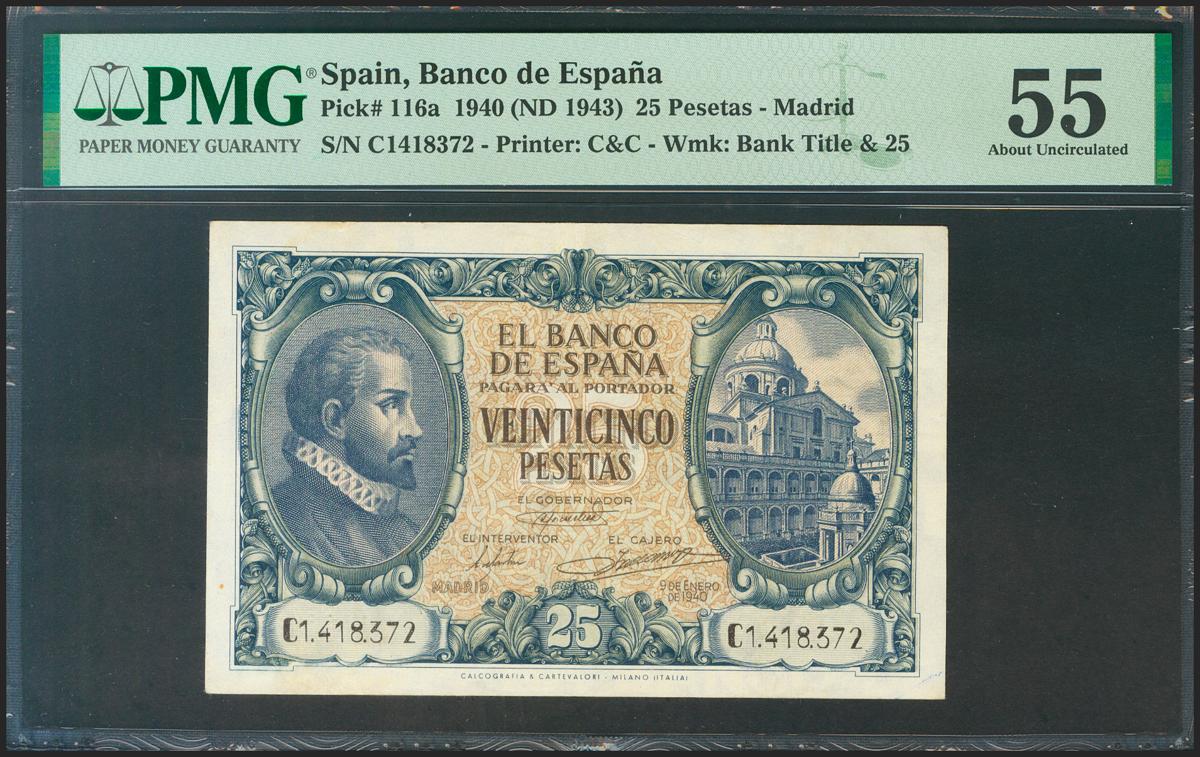 PMG®
PAPER MONEY GUARANTY
Spain, Banco de España
Pick# 116a 1940 (ND 1943) 25 Pesetas - Madrid
S/N C1418372 - Printer: C&C - Wmk: Bank Title & 25
55
About Uncirculated
EL BANCO
DE ESPAÑA
PAGARA AL PORTADOR
25
VEINTICINCO
PESETAS
EL GOBERNADOR
EL INTERVENTOR
EL CAJERO
MADRID
9 DE ENERO
DE 1940
C1.418.372
25
C1.418.372
CALCOGRAFIA & CARTEVALORI - MILANO (ITALIA)